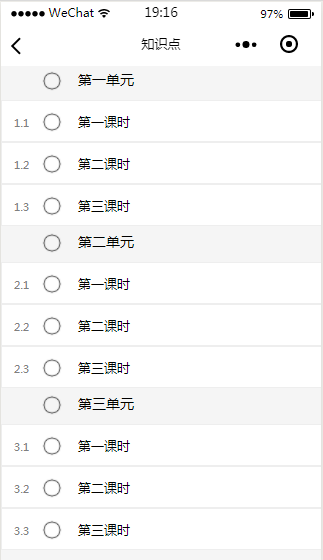 WeChat 19:16 97%
知识点
第一单元
1.1 第一课时
1.2 第二课时
1.3 第三课时
第二单元
2.1 第一课时
2.2 第二课时
2.3 第三课时
第三单元
3.1 第一课时
3.2 第二课时
3.3 第三课时